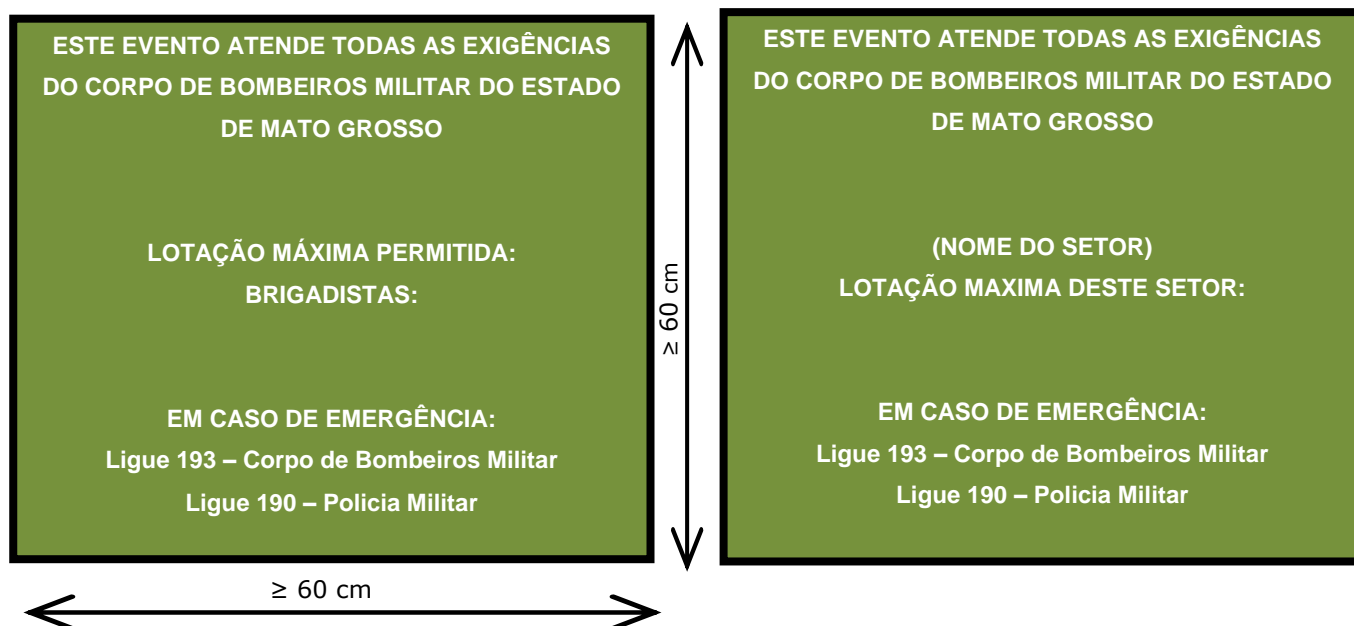 ESTE EVENTO ATENDE TODAS AS EXIGÊNCIAS
DO CORPO DE BOMBEIROS MILITAR DO ESTADO
DE MATO GROSSO
LOTAÇÃO MÁXIMA PERMITIDA:
BRIGADISTAS:
EM CASO DE EMERGÊNCIA:
Ligue 193 – Corpo de Bombeiros Militar
Ligue 190 – Policia Militar
≥ 60 cm
≥ 60 cm
ESTE EVENTO ATENDE TODAS AS EXIGÊNCIAS
DO CORPO DE BOMBEIROS MILITAR DO ESTADO
DE MATO GROSSO
(NOME DO SETOR)
LOTAÇÃO MAXIMA DESTE SETOR:
EM CASO DE EMERGÊNCIA:
Ligue 193 – Corpo de Bombeiros Militar
Ligue 190 – Policia Militar